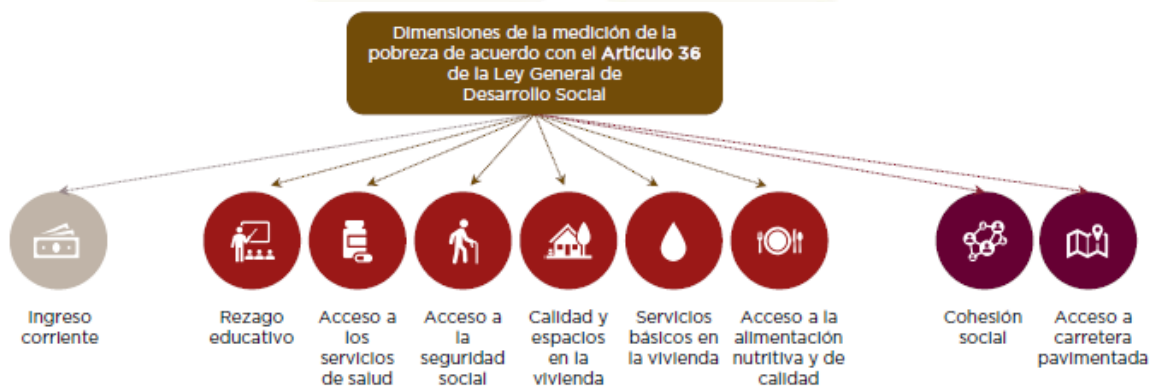 Dimensiones de la medición de la
pobreza de acuerdo con el Artículo 36
de la Ley General de
Desarrollo Social
Ingreso
corriente
Rezago
educativo
Acceso a
los
servicios
de salud
Acceso a
la
seguridad
social
Calidad y
espacios
en la
vivienda
Servicios
básicos en
la vivienda
Acceso a la
alimentación
nutritiva y de
calidad
Cohesión
social
Acceso a
carretera
pavimentada